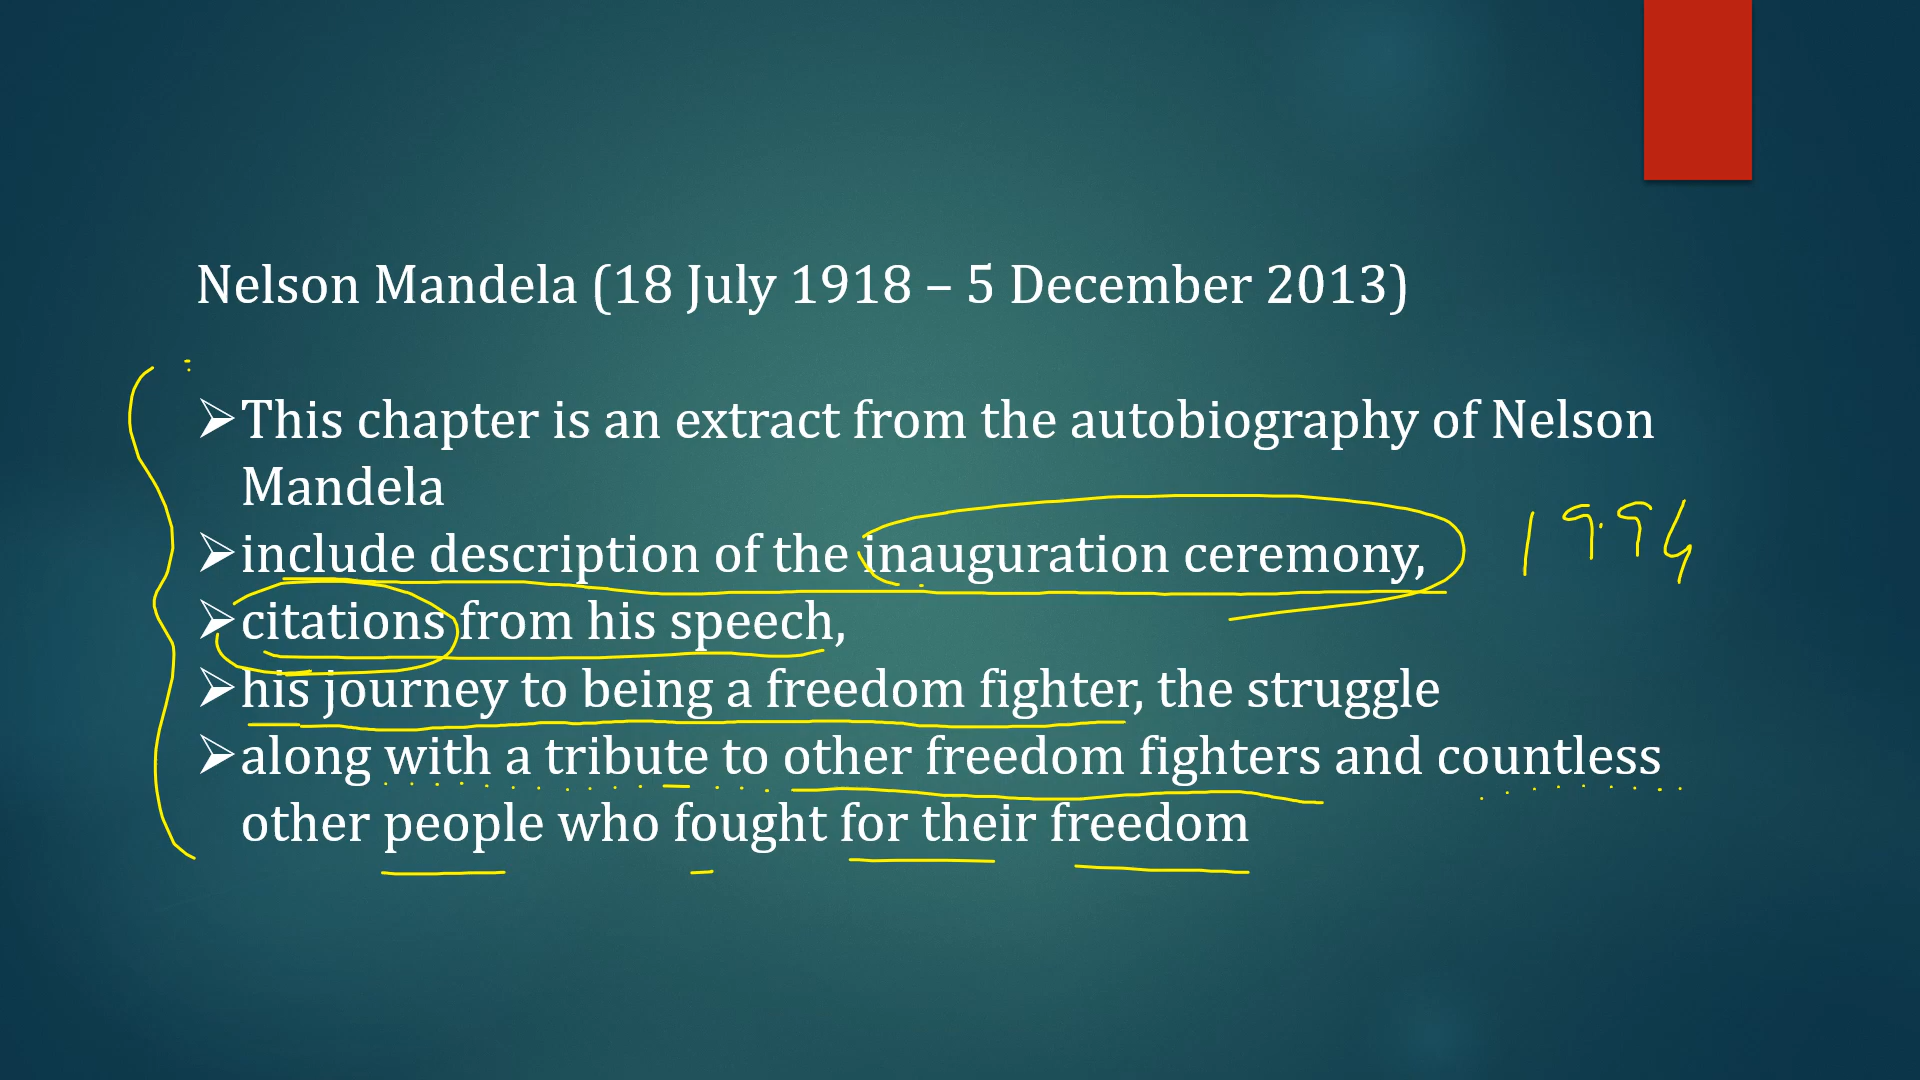 Nelson Mandela (18 July 1918 – 5 December 2013)
➢This chapter is an extract from the autobiography of Nelson
Mandela
➢include description of the inauguration ceremony,
1994
➢citations from his speech,
➢his journey to being a freedom fighter, the struggle
➢along with a tribute to other freedom fighters and countless
other people who fought for their freedom